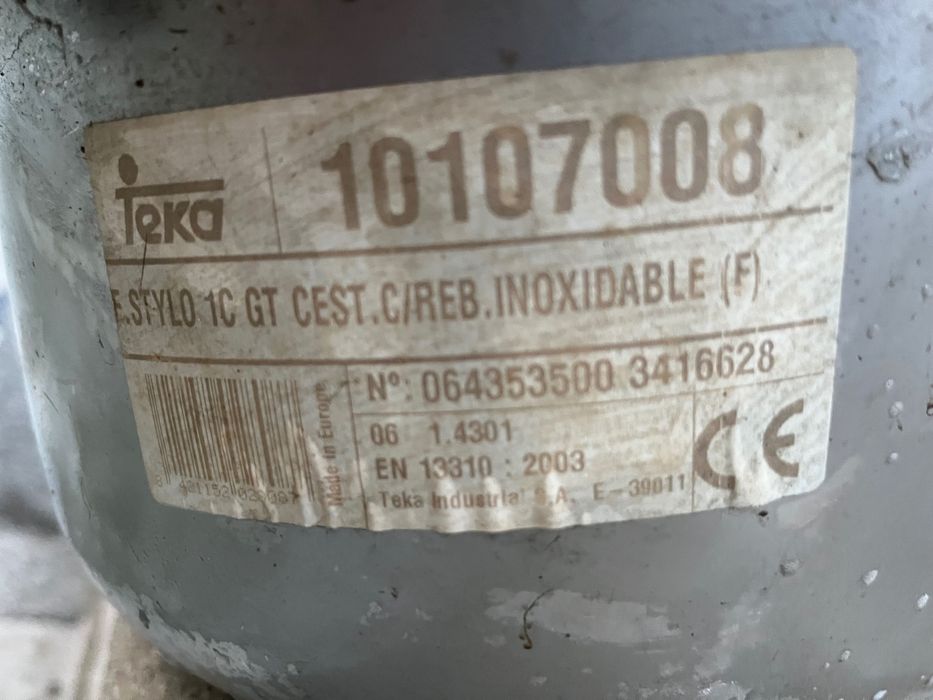 Teka
10107008
E.STYLO 1C GT CEST.C/REB.INOXIDABLE (F)
Nº: 064353500 3416628
06 1.4301
EN 13310 : 2003
Teka Industrial S.A. E-39011
CE
Made in Europe